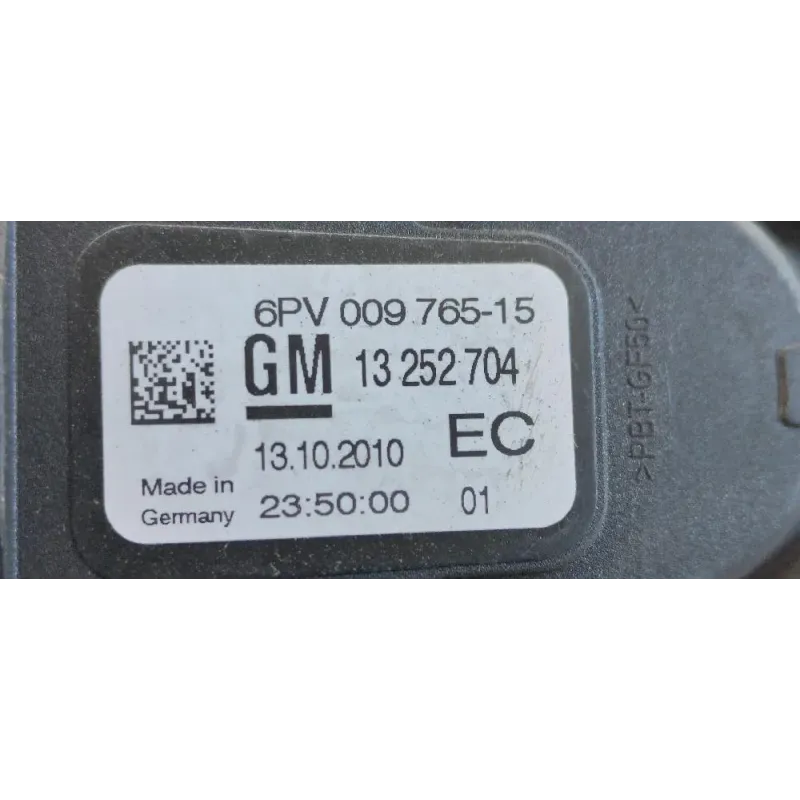 6PV 009 765-15
GM 13 252 704
13.10.2010 EC
Made in
Germany 23:50:00 01
>PBT-GF50<